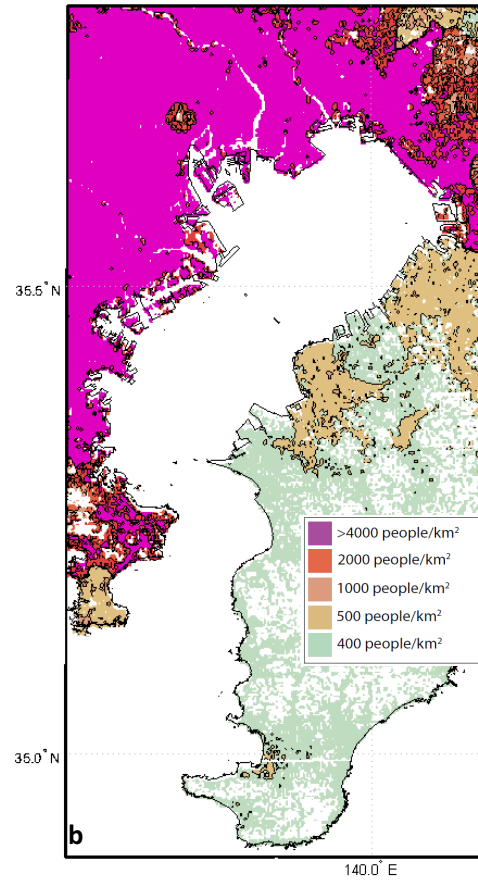 35.5° N
>4000 people/km²
2000 people/km²
1000 people/km²
500 people/km²
400 people/km²
35.0° N
b
140.0° E